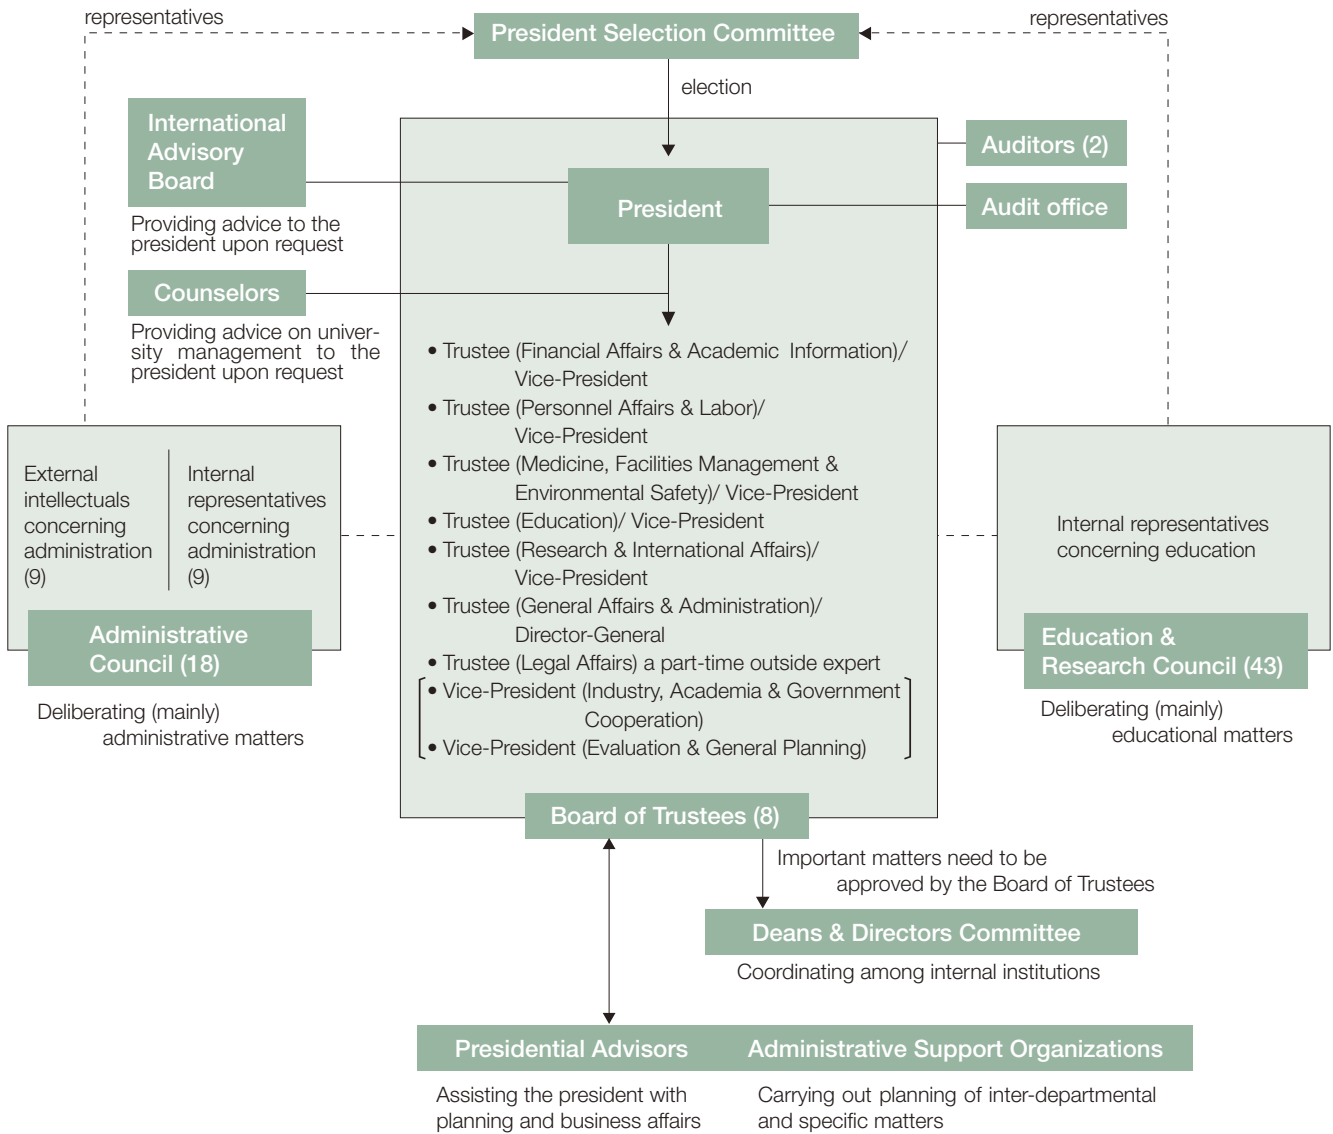 representatives
President Selection Committee
representatives
election
International
Advisory
Board
Auditors (2)
President
Audit office
Providing advice to the
president upon request
Counselors
Providing advice on univer-
sity management to the
president upon request
• Trustee (Financial Affairs & Academic Information)/
Vice-President
• Trustee (Personnel Affairs & Labor)/
Vice-President
• Trustee (Medicine, Facilities Management &
Environmental Safety)/ Vice-President
• Trustee (Education)/ Vice-President
• Trustee (Research & International Affairs)/
Vice-President
• Trustee (General Affairs & Administration)/
Director-General
• Trustee (Legal Affairs) a part-time outside expert
• Vice-President (Industry, Academia & Government
Cooperation)
• Vice-President (Evaluation & General Planning)
Board of Trustees (8)
External
intellectuals
concerning
administration
(9)
Internal
representatives
concerning
administration
(9)
Administrative
Council (18)
Deliberating (mainly)
administrative matters
Internal representatives
concerning education
Education &
Research Council (43)
Deliberating (mainly)
educational matters
Important matters need to be
approved by the Board of Trustees
Deans & Directors Committee
Coordinating among internal institutions
Presidential Advisors
Assisting the president with
planning and business affairs
Administrative Support Organizations
Carrying out planning of inter-departmental
and specific matters